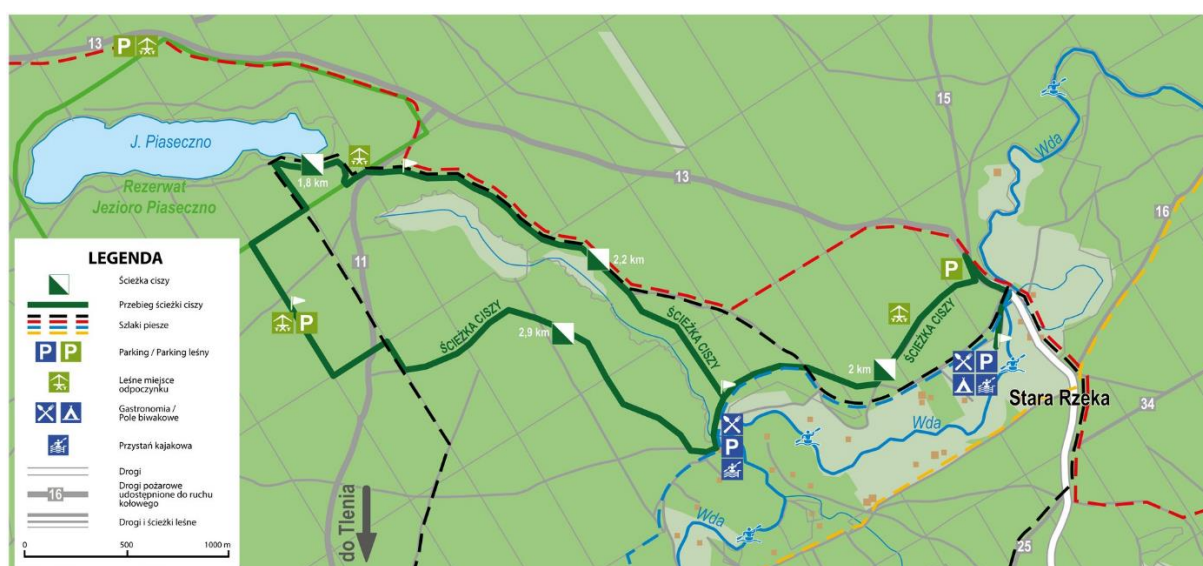 13
P
J. Piaseczno
1,8 km
Rezerwat
Jezioro Piaseczno
11
P
ŚCIEŻKA CISZY
2,9 km
2,2 km
ŚCIEŻKA CISZY
13
15
Wda
16
P
ŚCIEŻKA CISZY
2 km
P
Stara Rzeka
34
P
Wda
Wda
25
do Tlenia
LEGENDA
Ścieżka ciszy
Przebieg ścieżki ciszy
Szlaki piesze
P P Parking / Parking leśny
Leśne miejsce
odpoczynku
Gastronomia /
Pole biwakowe
Przystań kajakowa
Drogi
16 Drogi pożarowe
udostępnione do ruchu
kołowego
Drogi i ścieżki leśne
0 500 1000 m